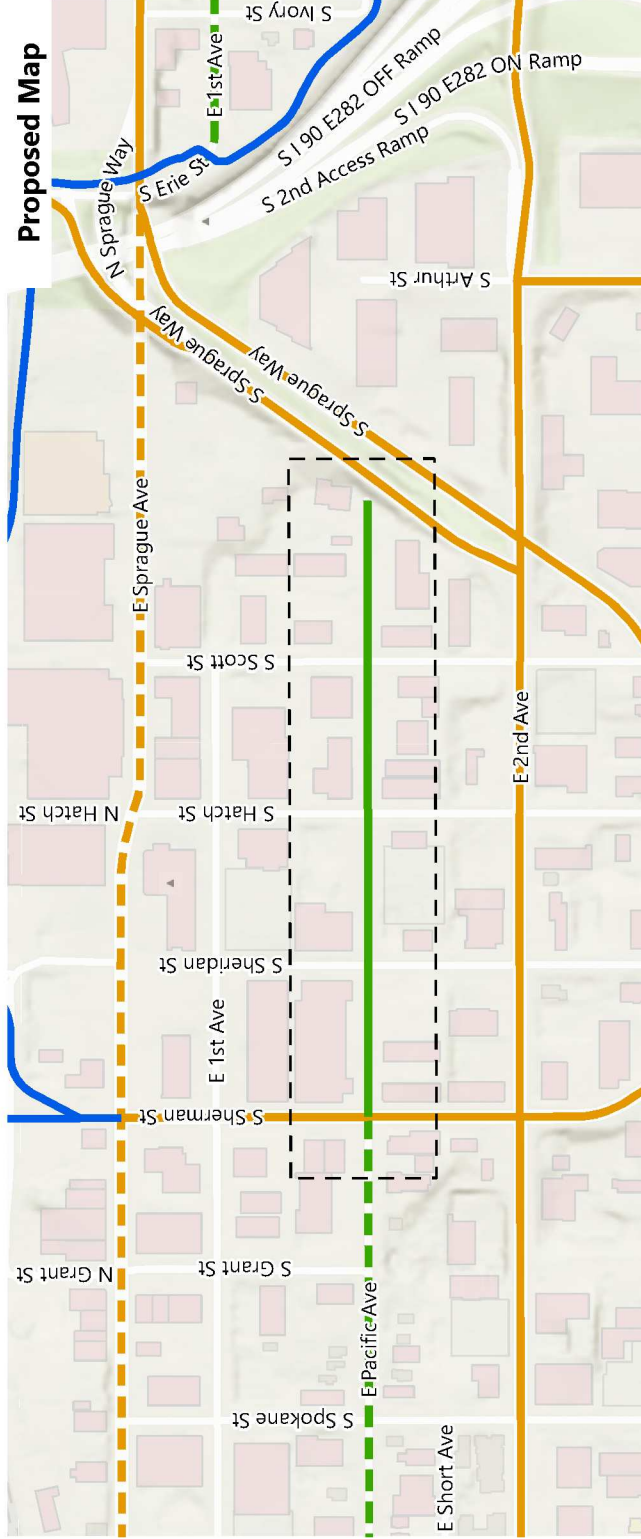 Proposed Map
S Ivory St
E 1st Ave
S I 90 E282 OFF Ramp
S I 90 E282 ON Ramp
S 2nd Access Ramp
N Sprague Way
S Erie St
S Arthur St
S Sprague Way
S Sprague Way
E Sprague Ave
S Scott St
E 2nd Ave
N Hatch St
S Hatch St
S Sheridan St
E 1st Ave
S Sherman St
N Grant St
S Grant St
E Pacific Ave
S Spokane St
E Short Ave